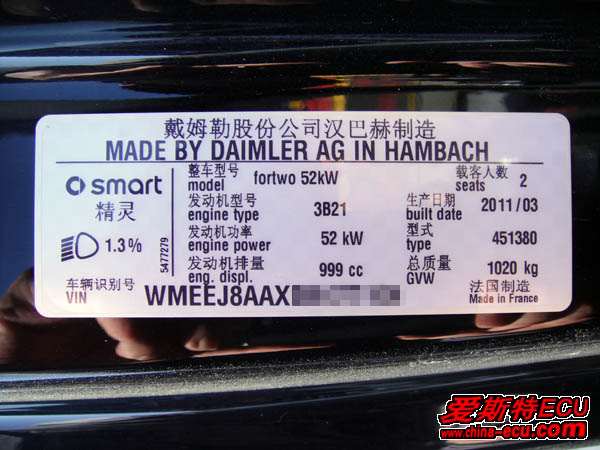 戴姆勒股份公司汉巴赫制造
MADE BY DAIMLER AG IN HAMBACH
smart
精灵
1.3%
5477279
整车型号 fortwo 52kW 载客人数 2
model seats
发动机型号 3B21 生产日期 2011/03
engine type built date
发动机功率 52 kW 型式 451380
engine power type
发动机排量 999 cc 总质量 1020 kg
eng. displ. GVW
车辆识别号 WMEEJ8AAX 法国制造
VIN Made in France
爱斯特ECU
www.china-ecu.com